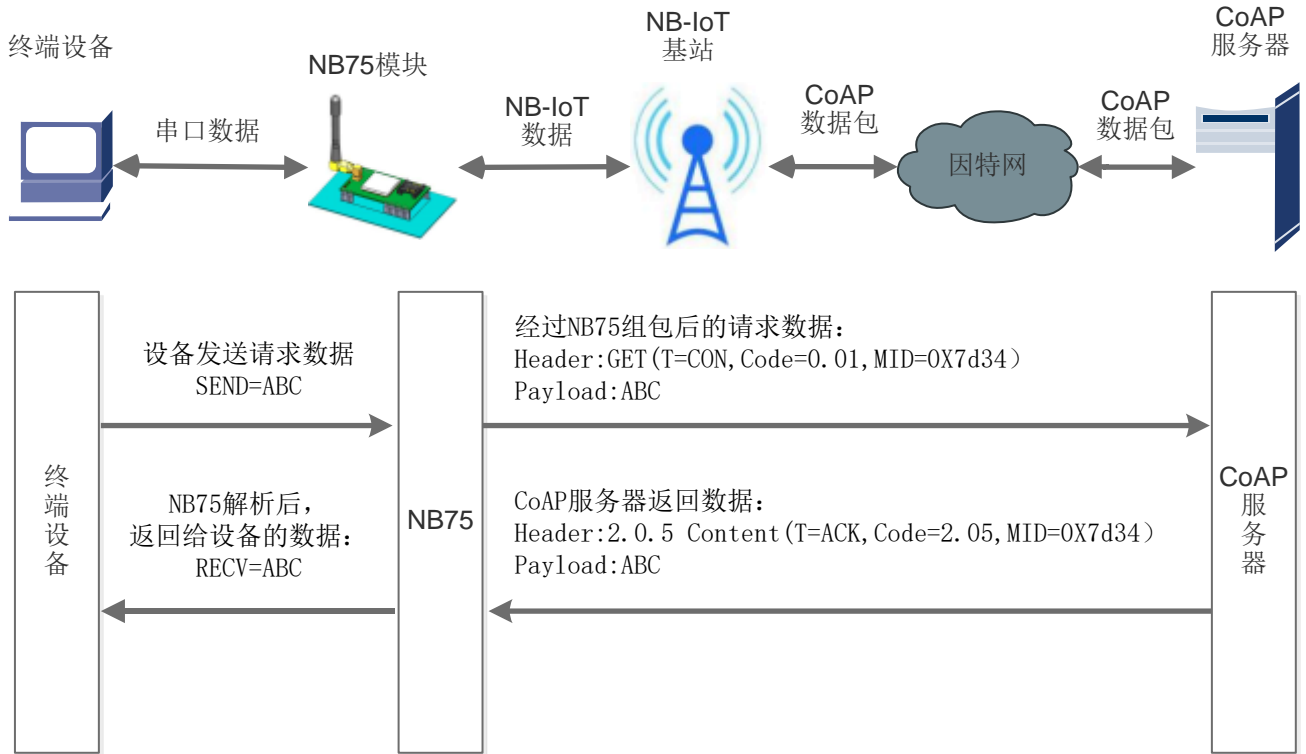 终端设备
NB75模块
NB-IoT
基站
CoAP
服务器
串口数据
NB-IoT
数据
CoAP
数据包
因特网
CoAP
数据包
设备发送请求数据
SEND=ABC
经过NB75组包后的请求数据：
Header:GET(T=CON,Code=0.01,MID=0X7d34）
Payload:ABC
终端设备
NB75解析后，
返回给设备的数据：
RECV=ABC
NB75
CoAP服务器返回数据：
Header:2.0.5 Content(T=ACK,Code=2.05,MID=0X7d34）
Payload:ABC
CoAP
服务器